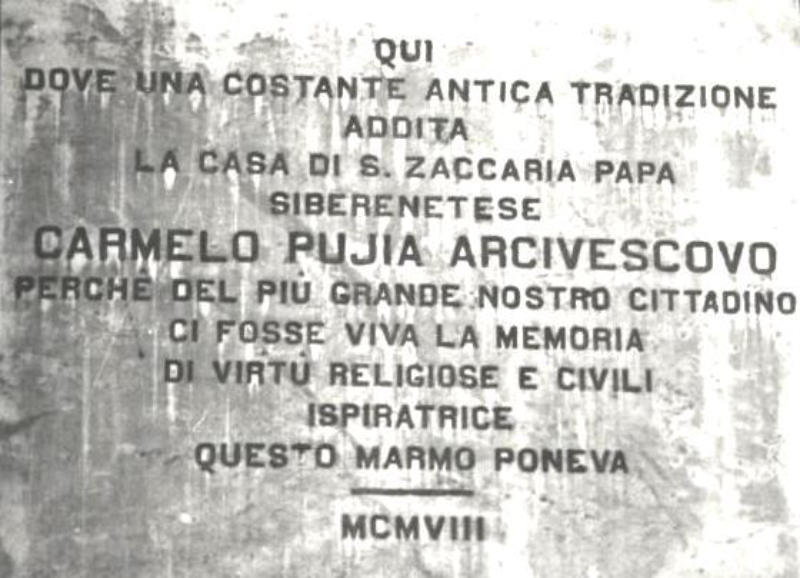 QUI
DOVE UNA COSTANTE ANTICA TRADIZIONE
ADDITA
LA CASA DI S. ZACCARIA PAPA
SIBERENETESE
CARMELO PUJIA ARCIVESCOVO
PERCHÉ DEL PIÙ GRANDE NOSTRO CITTADINO
CI FOSSE VIVA LA MEMORIA
DI VIRTÙ RELIGIOSE E CIVILI
ISPIRATRICE
QUESTO MARMO PONEVA
MCMVIII